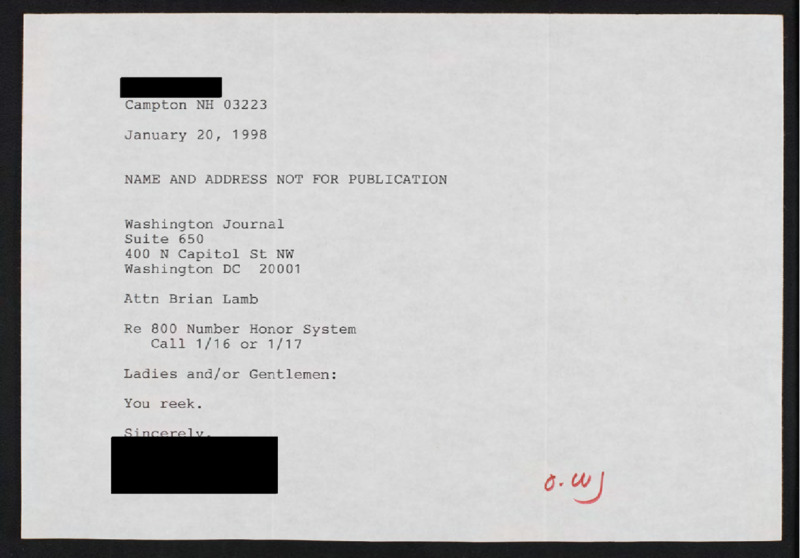 Campton NH 03223
January 20, 1998
NAME AND ADDRESS NOT FOR PUBLICATION
Washington Journal
Suite 650
400 N Capitol St NW
Washington DC 20001
Attn Brian Lamb
Re 800 Number Honor System
Call 1/16 or 1/17
Ladies and/or Gentlemen:
You reek.
Sincerely,